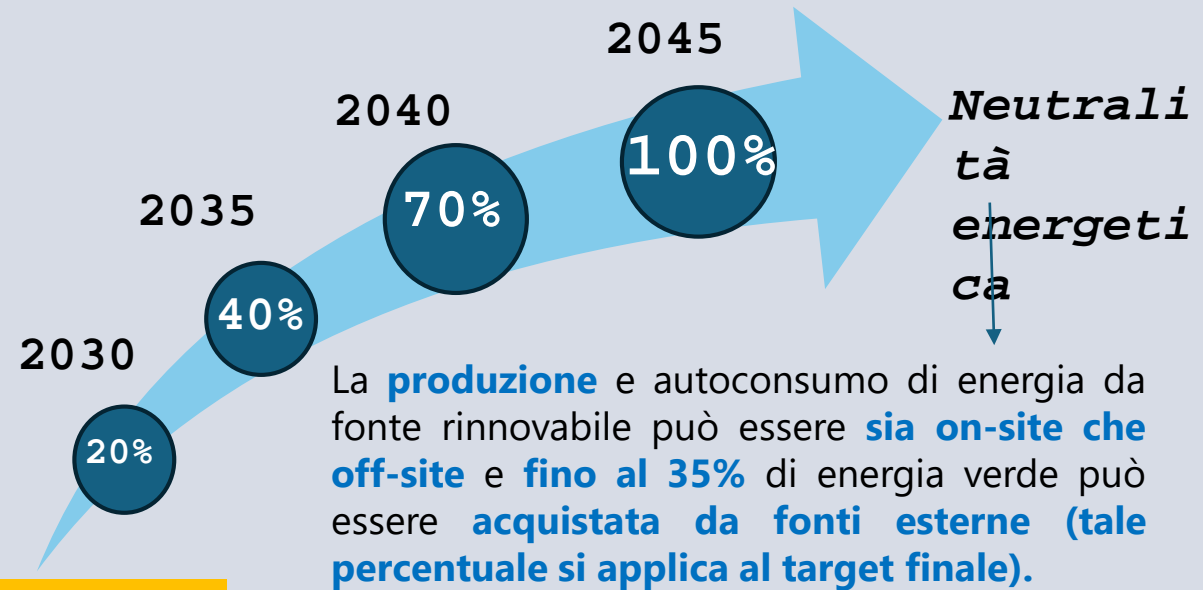 2045
2040
2035
2030
100%
70%
40%
20%
Neutrali
tà
energeti
ca
La produzione e autoconsumo di energia da
fonte rinnovabile può essere sia on-site che
off-site e fino al 35% di energia verde può
essere acquistata da fonti esterne (tale
percentuale si applica al target finale).